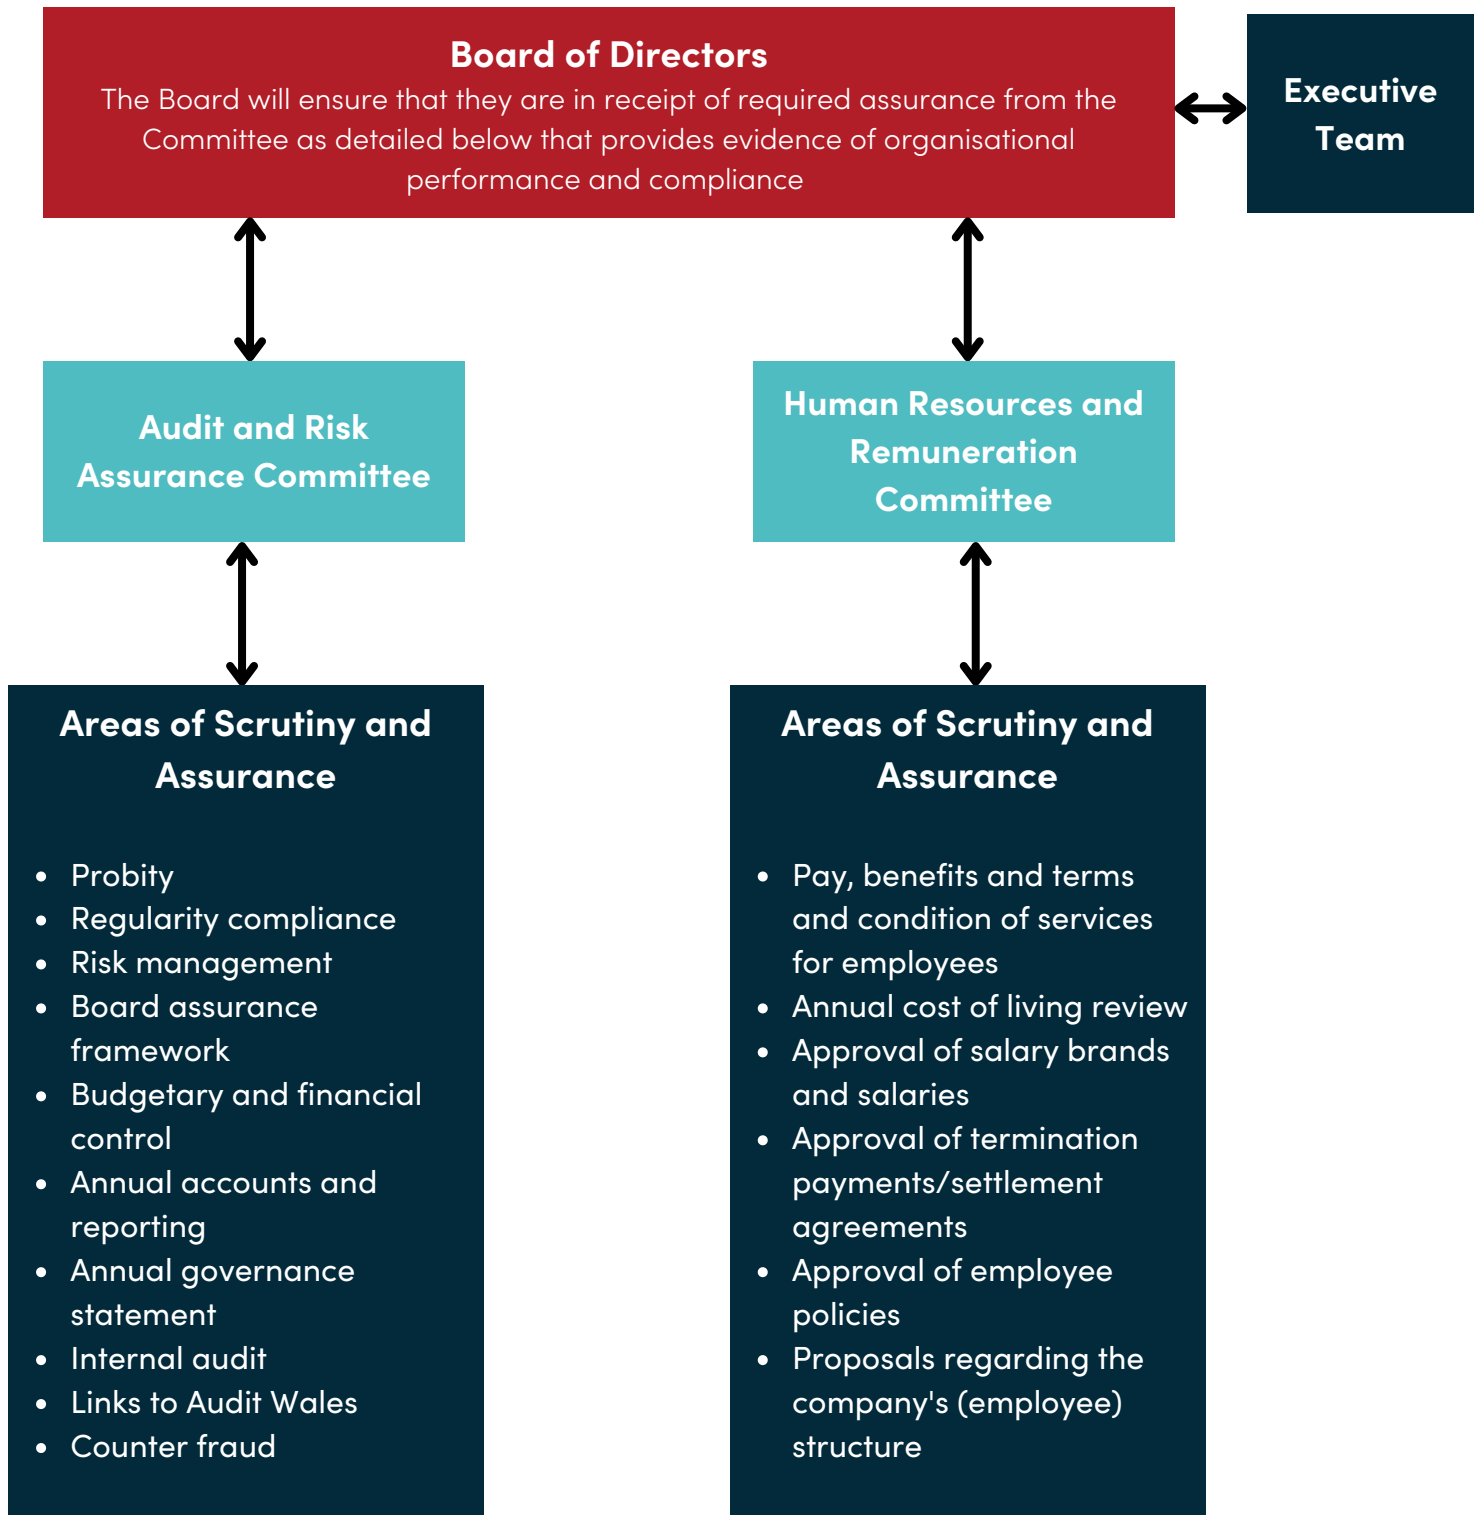 Board of Directors
The Board will ensure that they are in receipt of required assurance from the
Committee as detailed below that provides evidence of organisational
performance and compliance
Executive
Team
Audit and Risk
Assurance Committee
Human Resources and
Remuneration
Committee
Areas of Scrutiny and
Assurance
• Probity
• Regularity compliance
• Risk management
• Board assurance
framework
• Budgetary and financial
control
• Annual accounts and
reporting
• Annual governance
statement
• Internal audit
• Links to Audit Wales
• Counter fraud
Areas of Scrutiny and
Assurance
• Pay, benefits and terms
and condition of services
for employees
• Annual cost of living review
• Approval of salary brands
and salaries
• Approval of termination
payments/settlement
agreements
• Approval of employee
policies
• Proposals regarding the
company's (employee)
structure